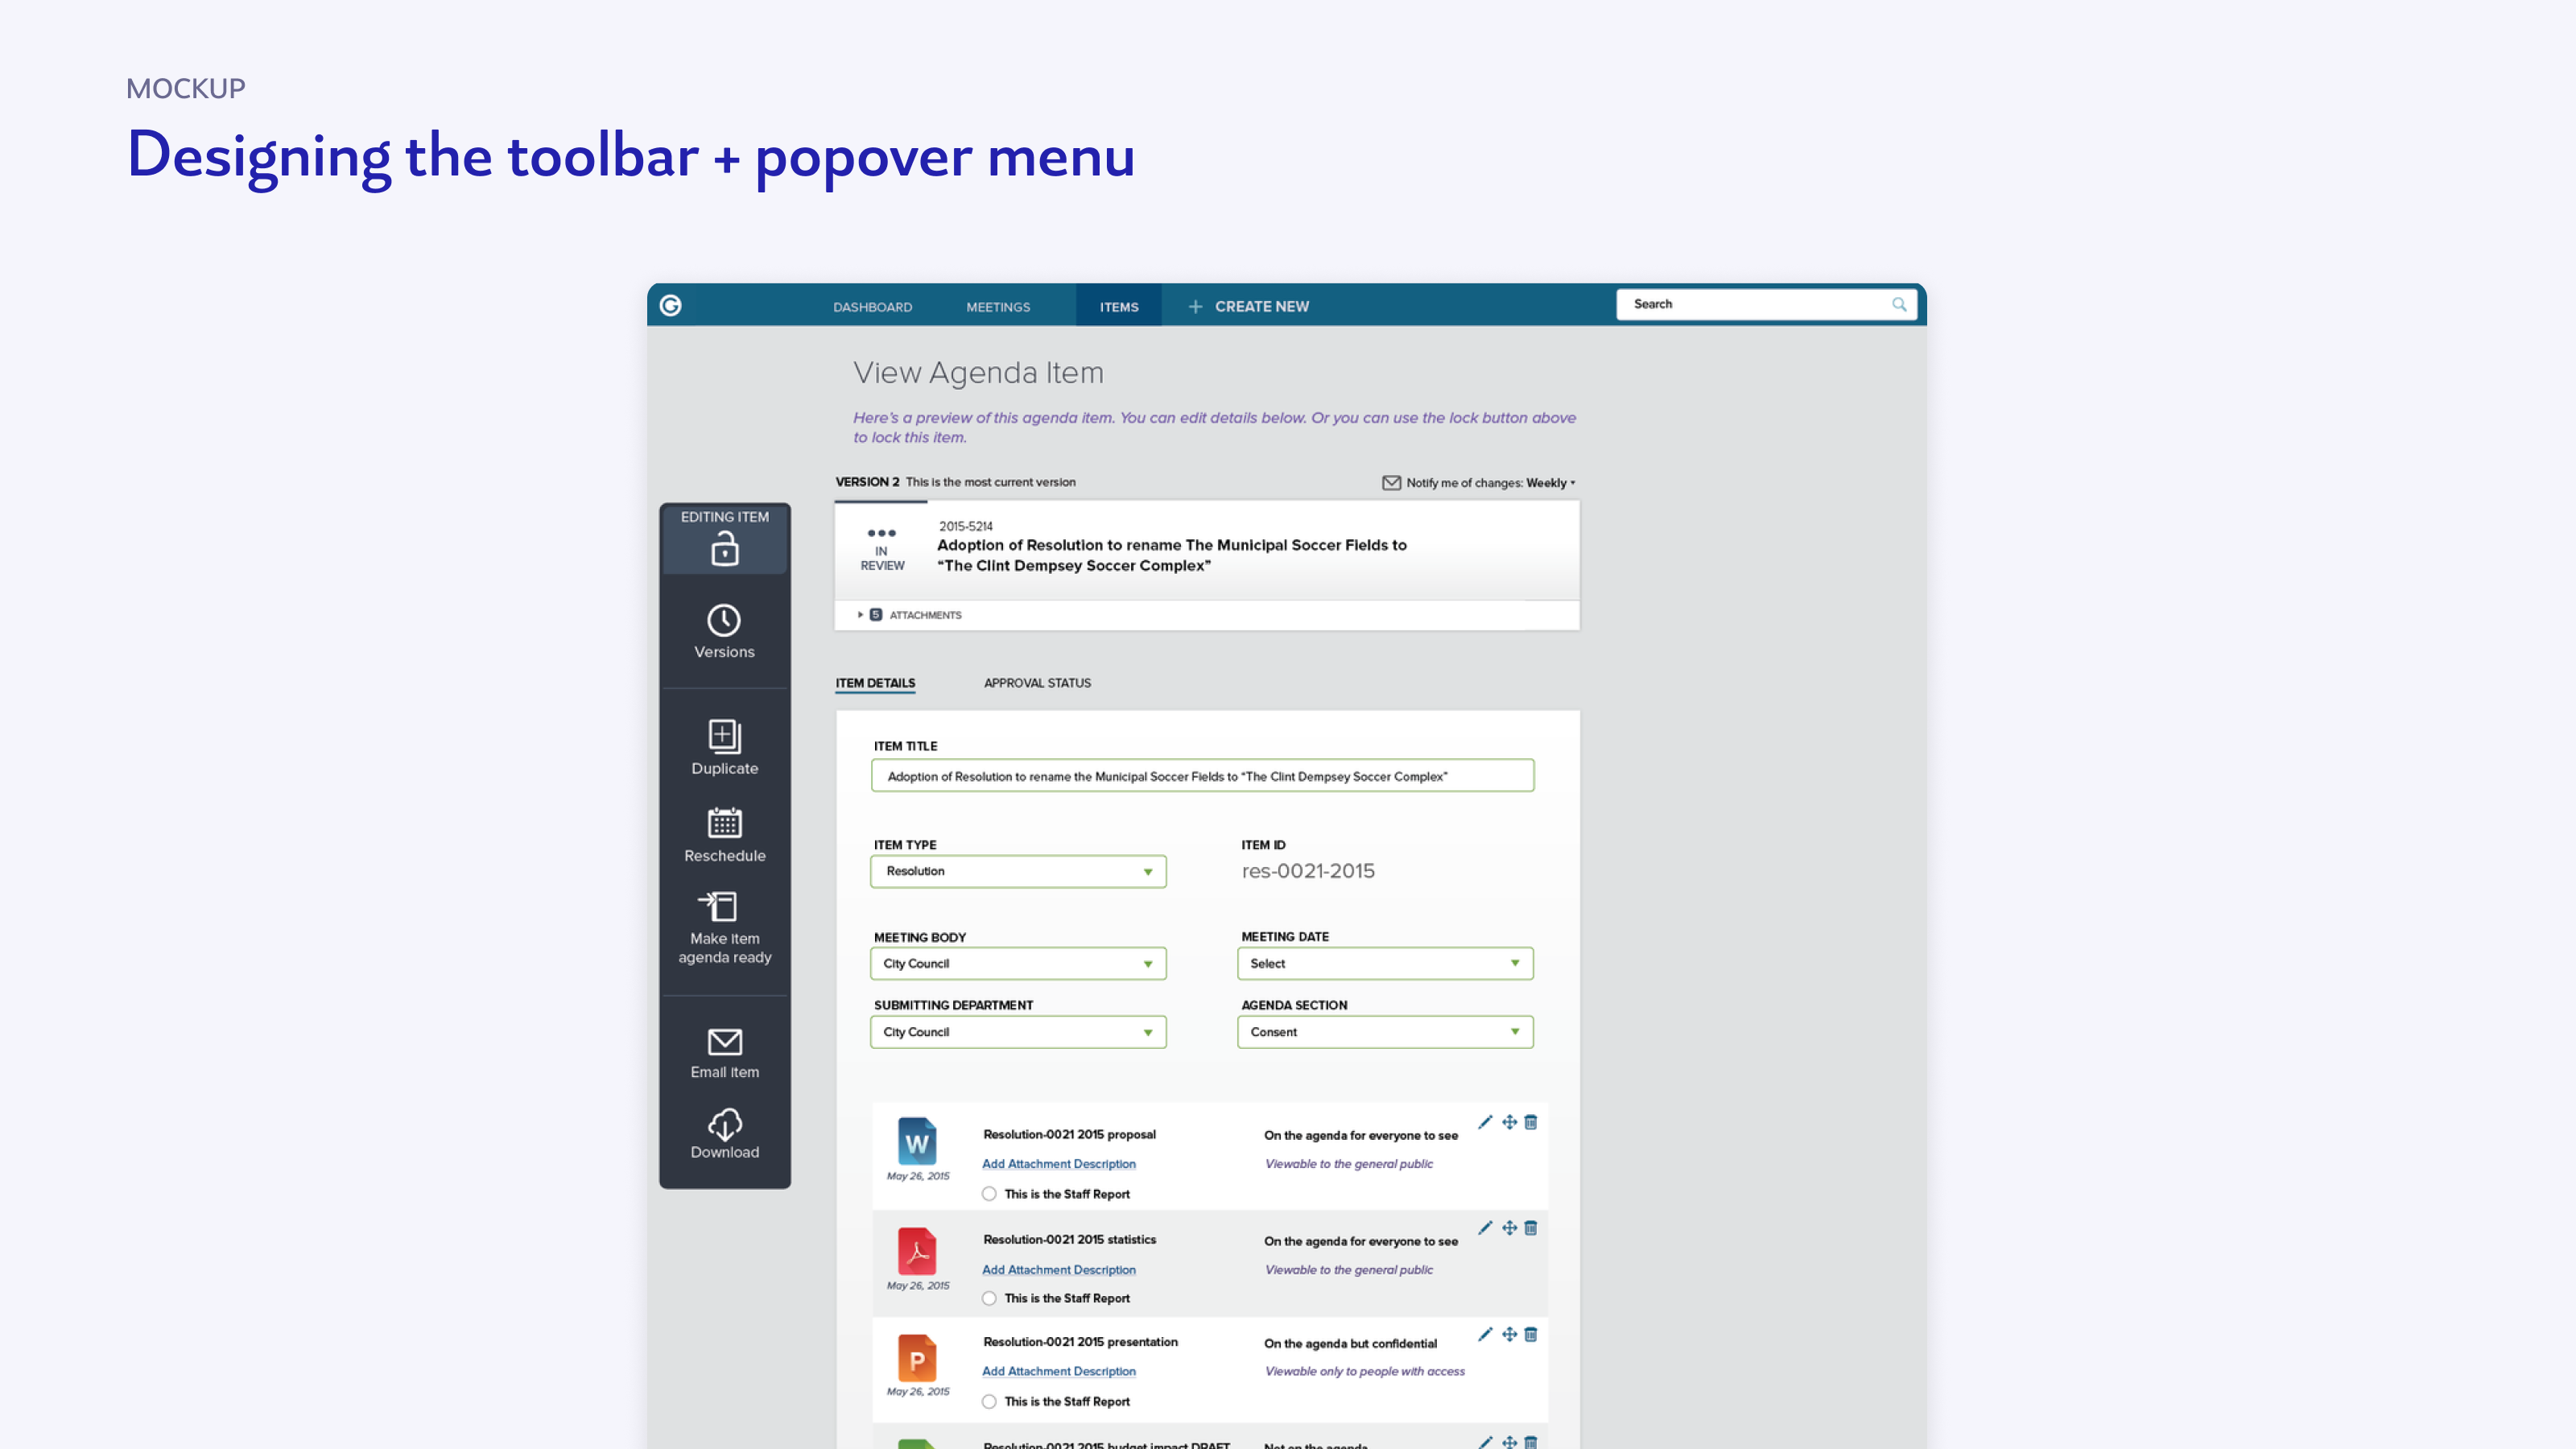 MOCKUP
Designing the toolbar + popover menu
DASHBOARD MEETINGS ITEMS + CREATE NEW Search
View Agenda Item
Here's a preview of this agenda item. You can edit details below. Or you can use the lock button above
to lock this item.
VERSION 2 This is the most current version Notify me of changes: Weekly
EDITING ITEM
Versions
Duplicate
Reschedule
Make item
agenda ready
Email item
Download
IN
REVIEW
2015-5214
Adoption of Resolution to rename The Municipal Soccer Fields to
“The Clint Dempsey Soccer Complex”
5 ATTACHMENTS
ITEM DETAILS APPROVAL STATUS
ITEM TITLE
Adoption of Resolution to rename the Municipal Soccer Fields to “The Clint Dempsey Soccer Complex”
ITEM TYPE ITEM ID
Resolution res-0021-2015
MEETING BODY MEETING DATE
City Council Select
SUBMITTING DEPARTMENT AGENDA SECTION
City Council Consent
W
May 26, 2015
Resolution-0021 2015 proposal On the agenda for everyone to see
Add Attachment Description Viewable to the general public
This is the Staff Report
May 26, 2015
Resolution-0021 2015 statistics On the agenda for everyone to see
Add Attachment Description Viewable to the general public
This is the Staff Report
P
May 26, 2015
Resolution-0021 2015 presentation On the agenda but confidential
Add Attachment Description Viewable only to people with access
This is the Staff Report
Resolution-0021 2015 budget impact DRAFT Not on the agenda